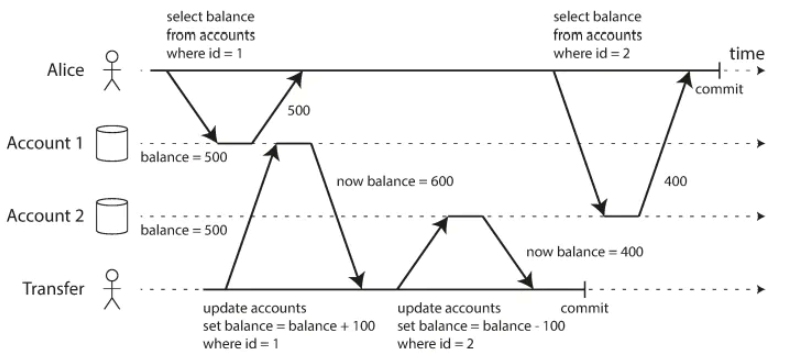 select balance
from accounts
where id = 1
select balance
from accounts
where id = 2
time
Alice
commit
500
Account 1
balance = 500
now balance = 600
400
Account 2
balance = 500
now balance = 400
Transfer
update accounts
set balance = balance + 100
where id = 1
update accounts
set balance = balance - 100
where id = 2
commit